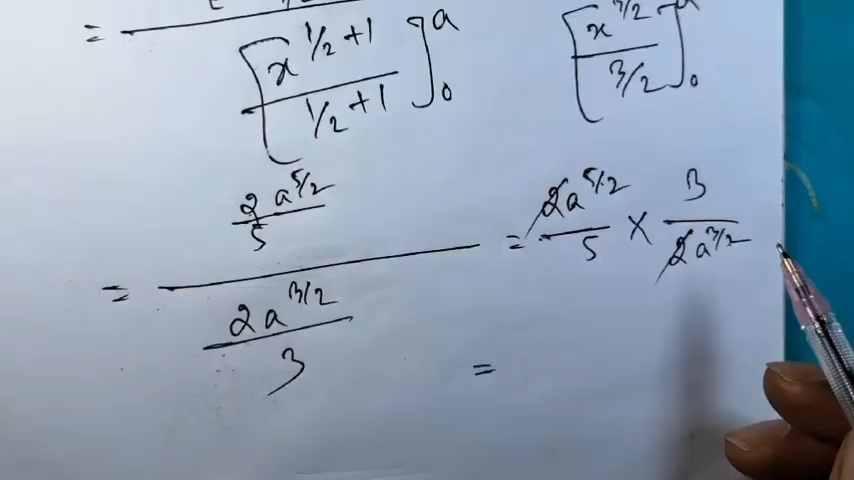 = [x^{1/2+1} / 1/2+1]_0^a [x^{3/2} / 3/2]_0^a
= (2a^{5/2} / 5) / (2a^{3/2} / 3) = 2a^{5/2} / 5 × 3 / 2a^{3/2}
=